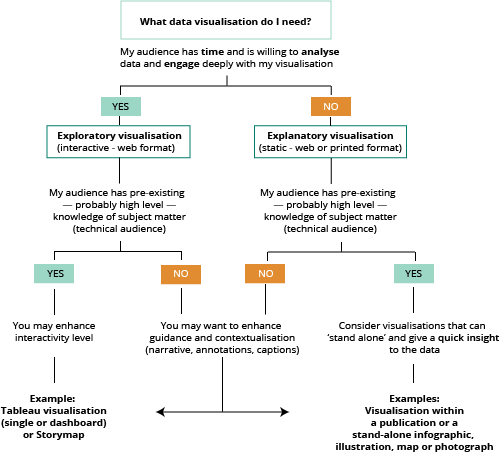 What data visualisation do I need?
My audience has time and is willing to analyse
data and engage deeply with my visualisation
YES
NO
Exploratory visualisation
(interactive - web format)
Explanatory visualisation
(static - web or printed format)
My audience has pre-existing
— probably high level —
knowledge of subject matter
(technical audience)
My audience has pre-existing
— probably high level —
knowledge of subject matter
(technical audience)
YES
NO
NO
YES
You may enhance
interactivity level
You may want to enhance
guidance and contextualisation
(narrative, annotations, captions)
Consider visualisations that can
‘stand alone’ and give a quick insight
to the data
Example:
Tableau visualisation
(single or dashboard)
or Storymap
Examples:
Visualisation within
a publication or a
stand-alone infographic,
illustration, map or photograph